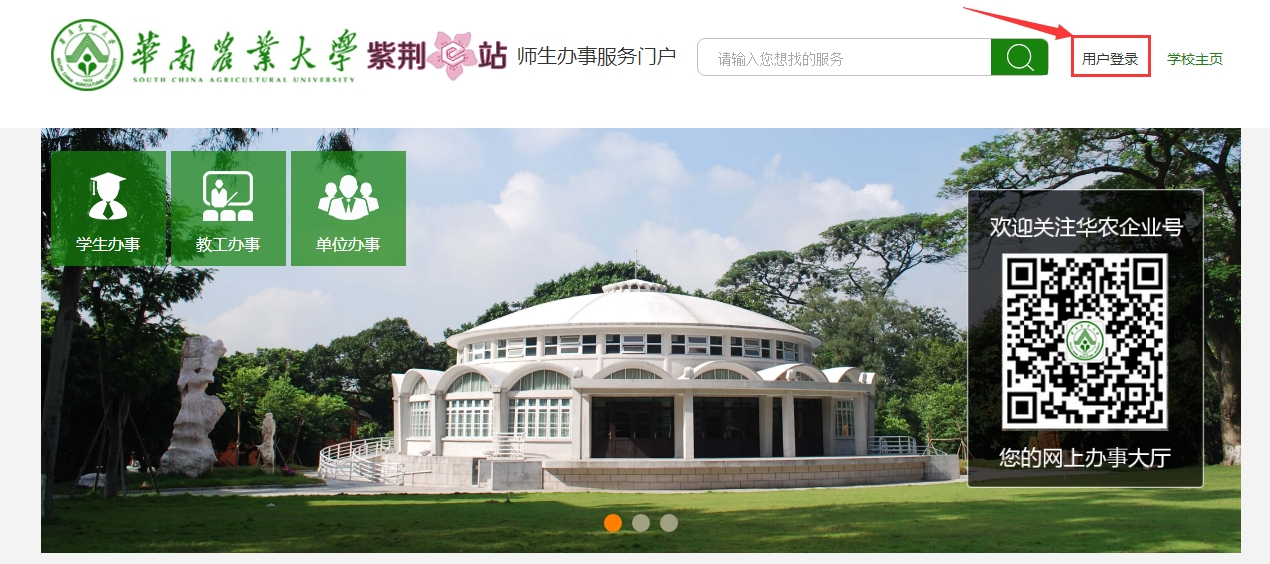 華南農業大學
SOUTH CHINA AGRICULTURAL UNIVERSITY
紫荆e站
师生办事服务门户
请输入您想找的服务
用户登录
学校主页
学生办事
教工办事
单位办事
欢迎关注华农企业号
您的网上办事大厅